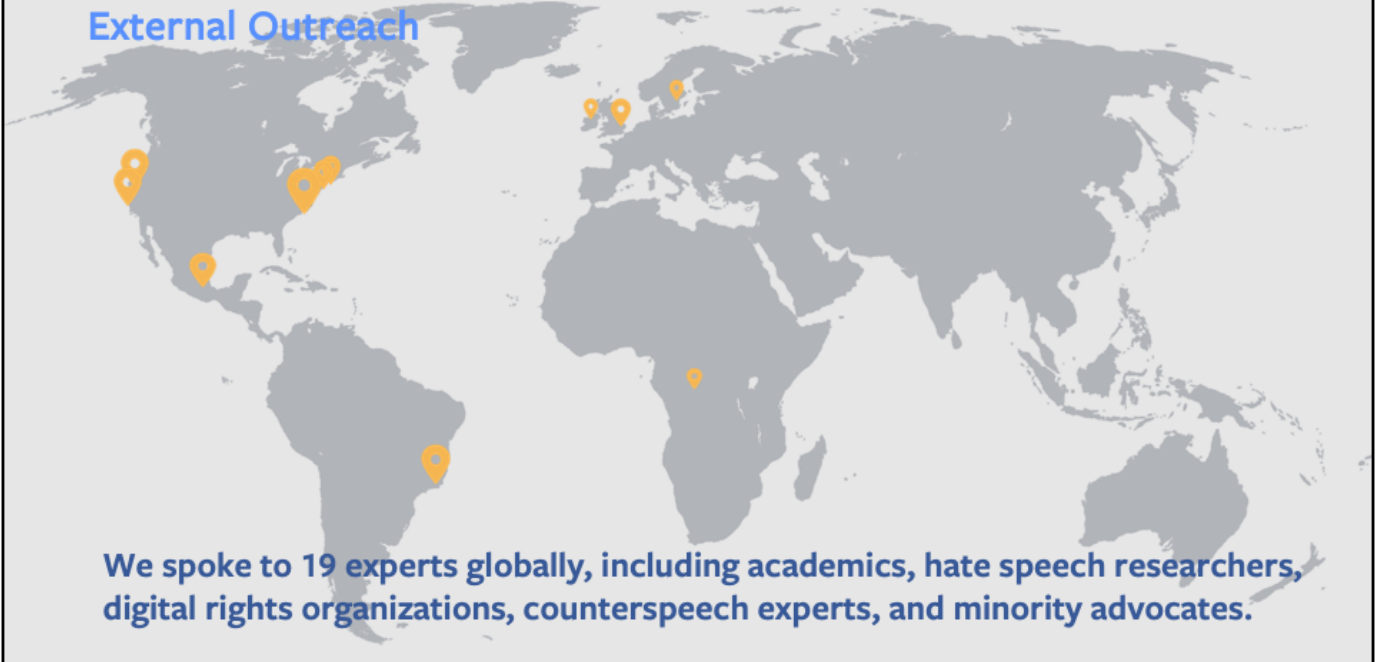 External Outreach
We spoke to 19 experts globally, including academics, hate speech researchers,
digital rights organizations, counterspeech experts, and minority advocates.